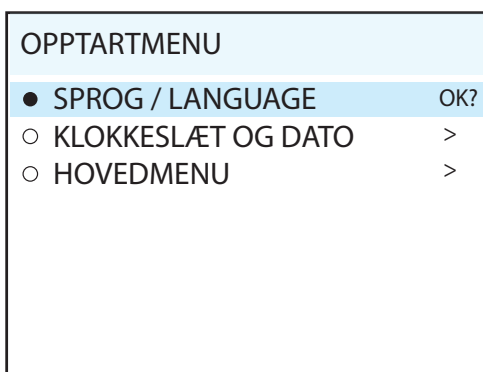 OPPTARTMENU
● SPROG / LANGUAGE OK?
○ KLOKKESLÆT OG DATO >
○ HOVEDMENU >